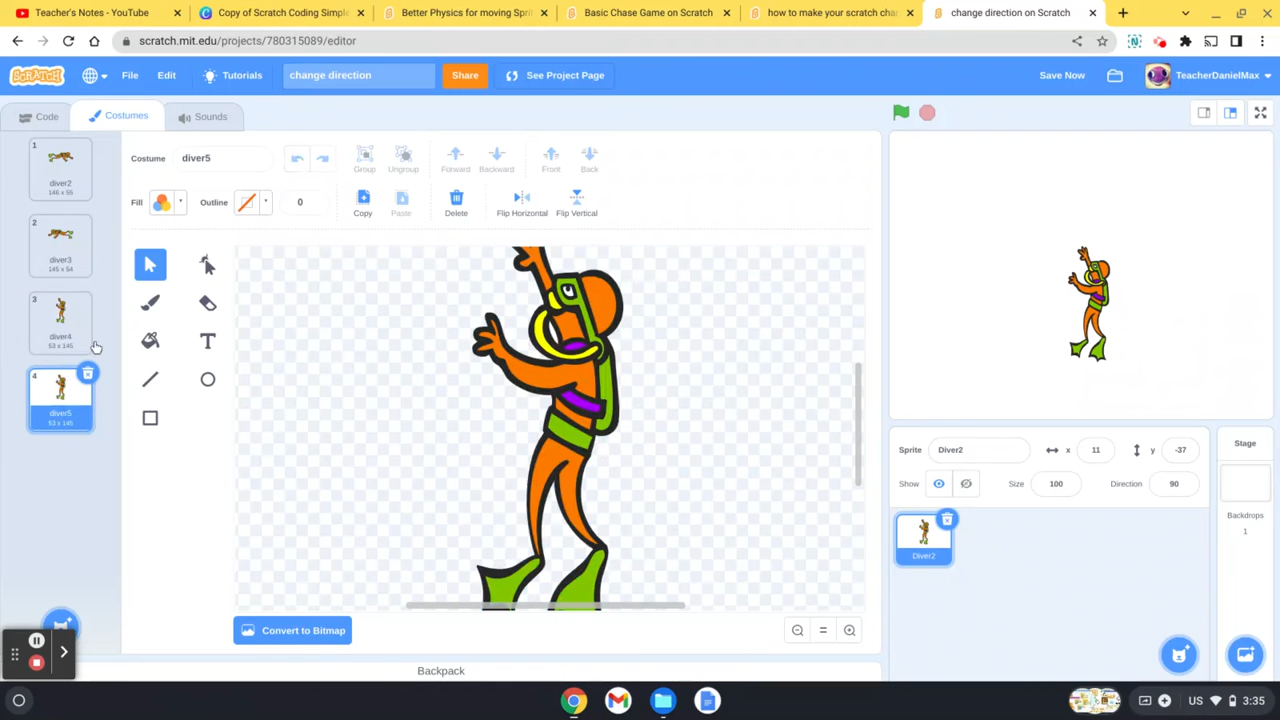 Teacher's Notes - YouTube
Copy of Scratch Coding Simple
Better Physics for moving Spri
Basic Chase Game on Scratch
how to make your scratch cha
change direction on Scratch
scratch.mit.edu/projects/780315089/editor
SCRATCH
File
Edit
Tutorials
change direction
Share
See Project Page
Save Now
TeacherDanielMax
Code
Costumes
Sounds
1
diver2
146 x 55
2
diver3
145 x 54
3
diver4
53 x 145
4
diver5
53 x 145
Costume
diver5
Group
Ungroup
Forward
Backward
Front
Back
Fill
Outline
0
Copy
Paste
Delete
Flip Horizontal
Flip Vertical
T
Convert to Bitmap
Backpack
Sprite
Diver2
x
11
y
-37
Show
Size
100
Direction
90
Diver2
Stage
Backdrops
1
US
3:35